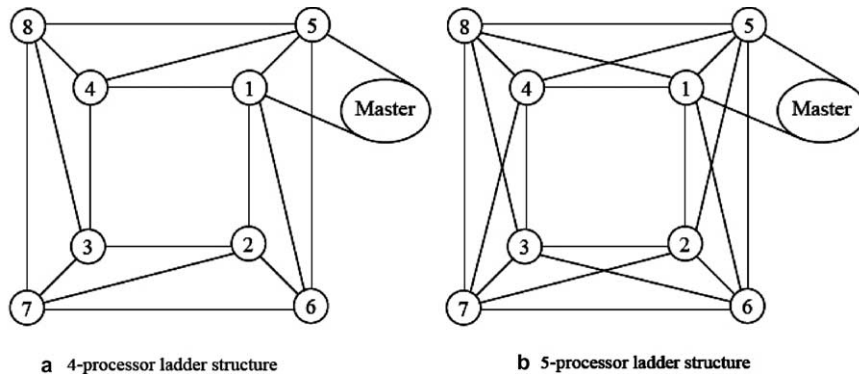 8 5 8 5
4 1 Master 4 1 Master
3 2 3 2
7 6 7 6
a 4-processor ladder structure b 5-processor ladder structure